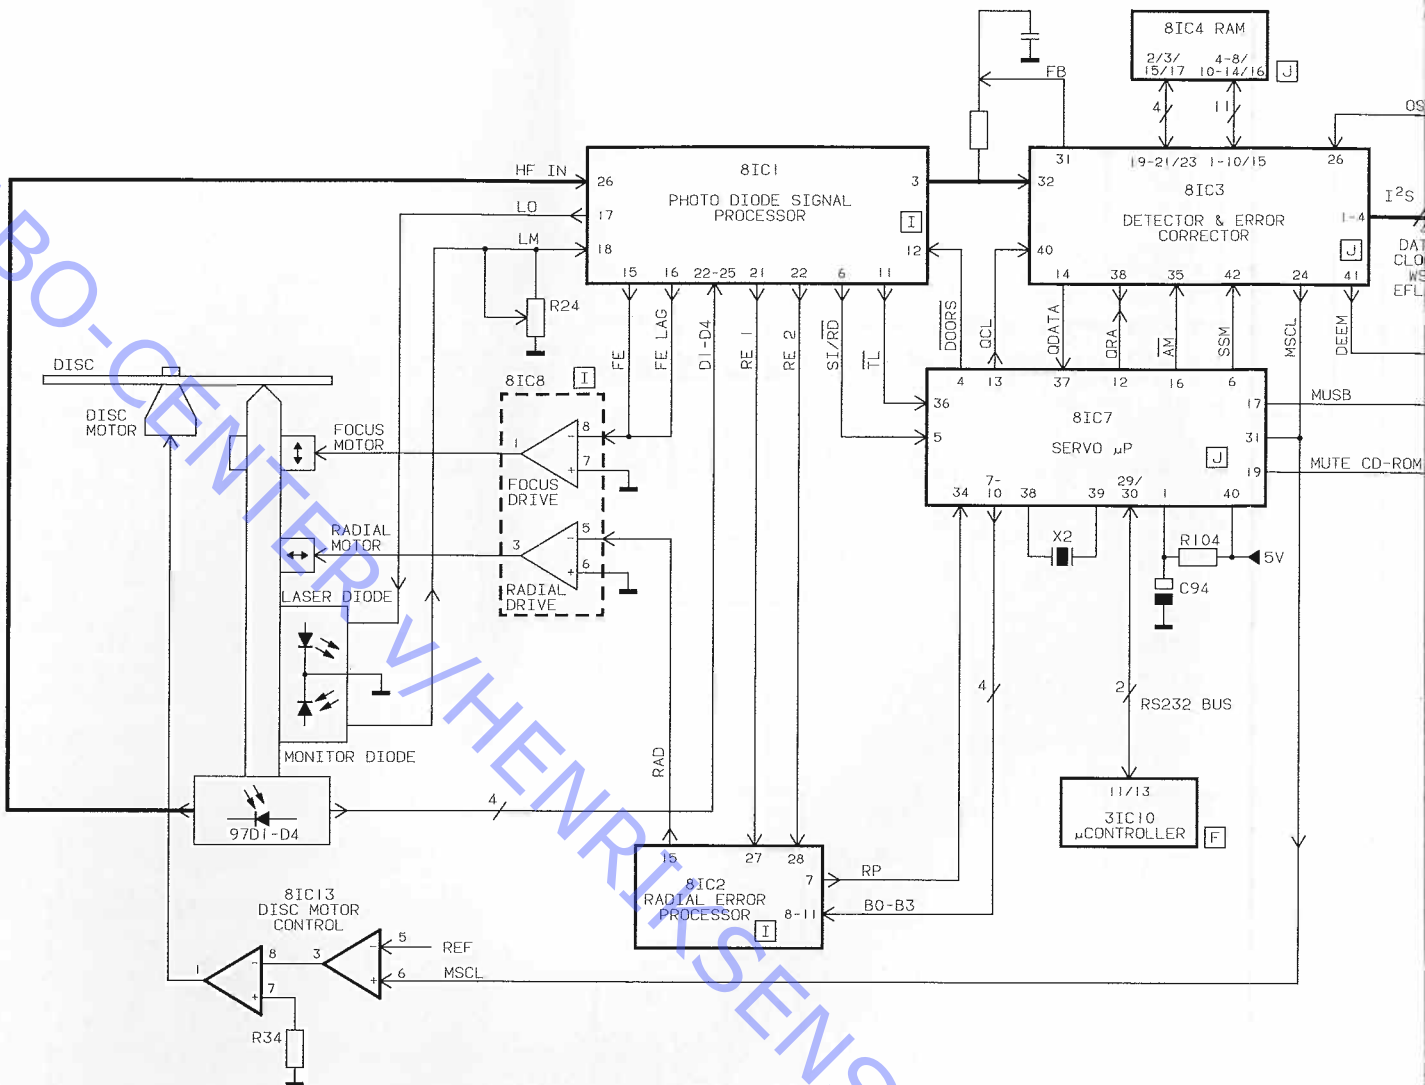 8IC4 RAM
2/3/
15/17
4-8/
10-14/16
J
FB
4
11
OS
31
19-21/23
1-10/15
26
HF IN
26
8IC1
3
32
8IC3
I²S
LO
17
PHOTO DIODE SIGNAL
PROCESSOR
I
DETECTOR & ERROR
CORRECTOR
1-4
LM
18
12
40
J
DAT
CLO
WS
EFL
15
16
22-25
21
22
6
11
14
38
35
42
24
41
R24
FE
FE LAG
D1-D4
RE 1
RE 2
SI/RD
TL
DOORS
QCL
QDATA
QRA
AM
SSM
MSCL
DEEM
DISC
8IC8
I
4
13
37
12
16
6
DISC
MOTOR
FOCUS
MOTOR
1
8
7
36
8IC7
17
MUSB
5
SERVO µP
31
J
19
MUTE CD-ROM
FOCUS
DRIVE
34
7-
10
38
39
29/
30
1
40
RADIAL
MOTOR
3
5
6
X2
R104
5V
LASER DIODE
RADIAL
DRIVE
C94
4
2
RS232 BUS
MONITOR DIODE
RAD
4
11/13
97D1-D4
3IC10
µCONTROLLER
F
15
27
28
8IC2
7
RP
RADIAL ERROR
PROCESSOR
8-11
B0-B3
I
8IC13
DISC MOTOR
CONTROL
1
8
3
5
REF
7
6
MSCL
R34
BO-CENTER v/HENRIKSENS